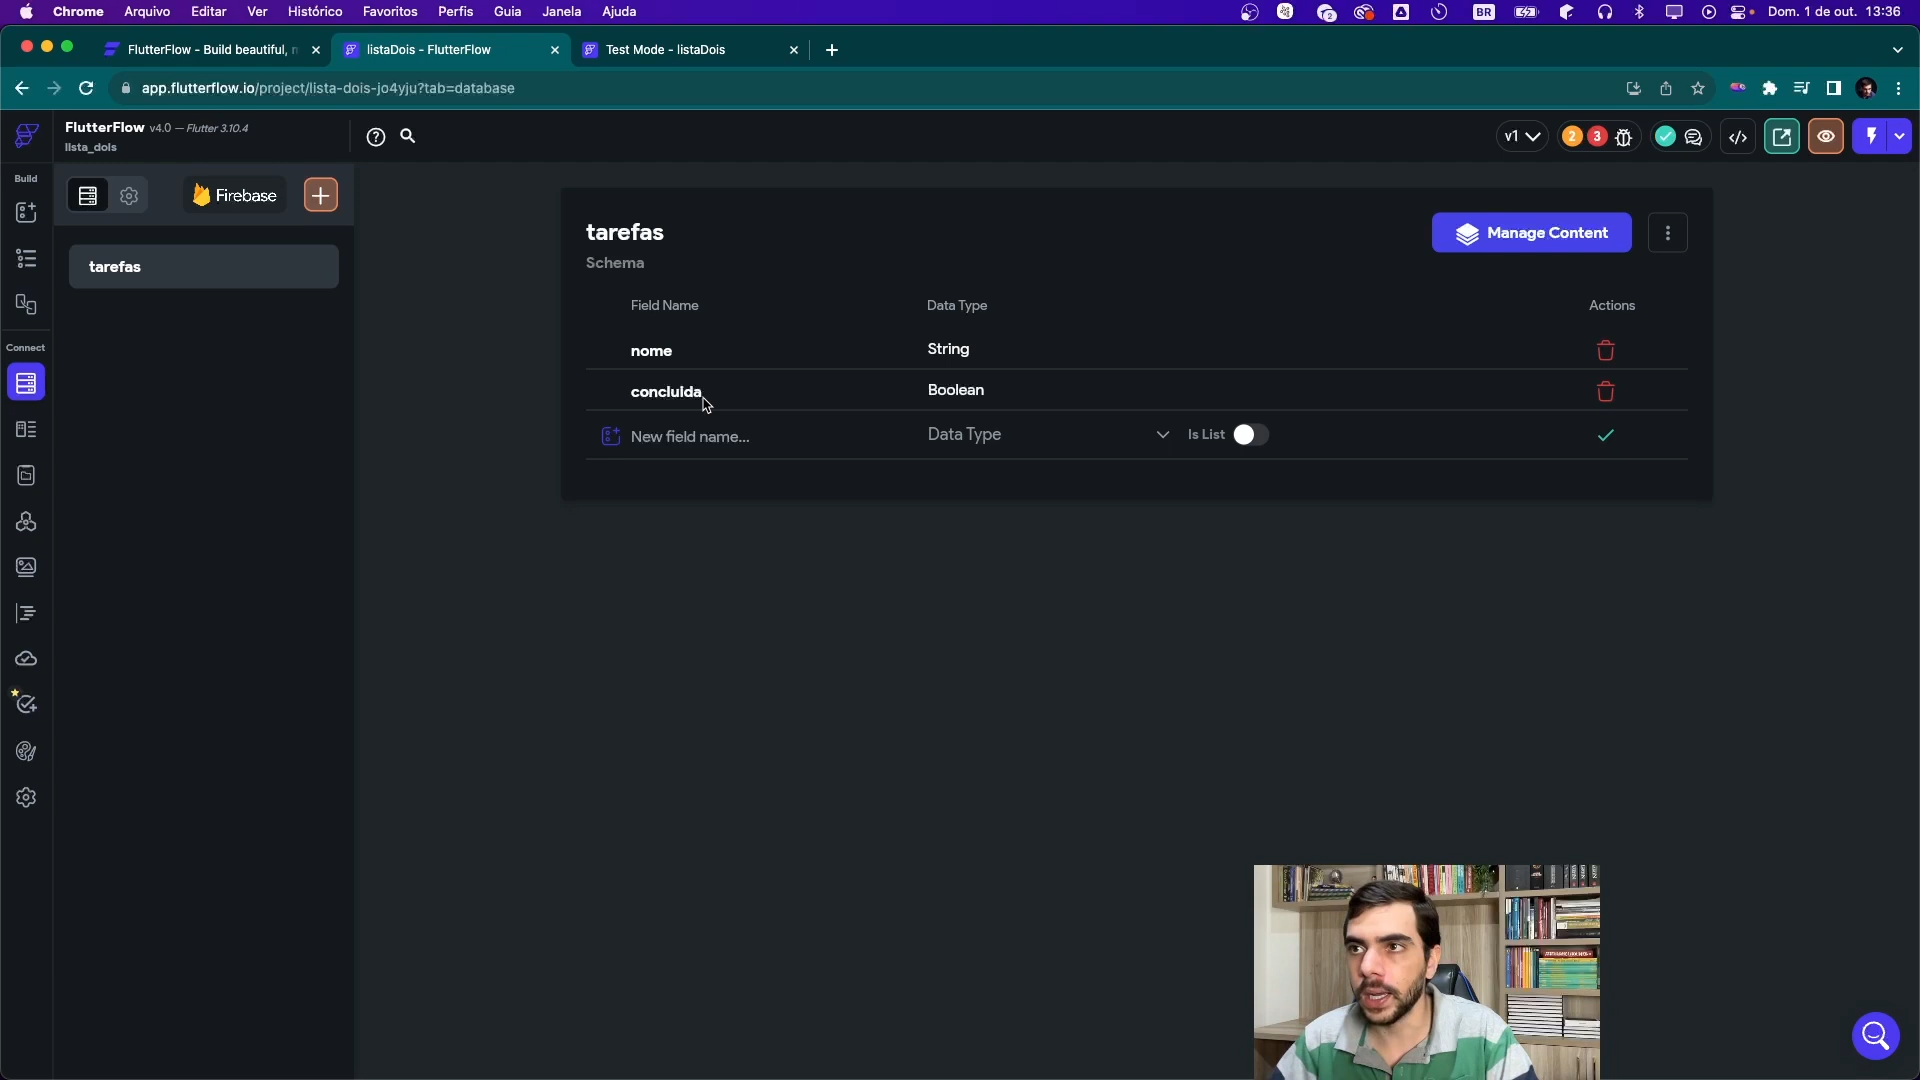 Chrome Arquivo Editar Ver Histórico Favoritos Perfis Guia Janela Ajuda 2 BR Dom. 1 de out. 13:36
FlutterFlow - Build beautiful, listaDois - FlutterFlow Test Mode - listaDois
app.flutterflow.io/project/lista-dois-jo4yju?tab=database
FlutterFlow v4.0 — Flutter 3.10.4
lista_dois
v1 2 3
Build
Firebase
tarefas
Manage Content
Schema
tarefas
Field Name Data Type Actions
Connect
nome String
concluida Boolean
New field name... Data Type Is List